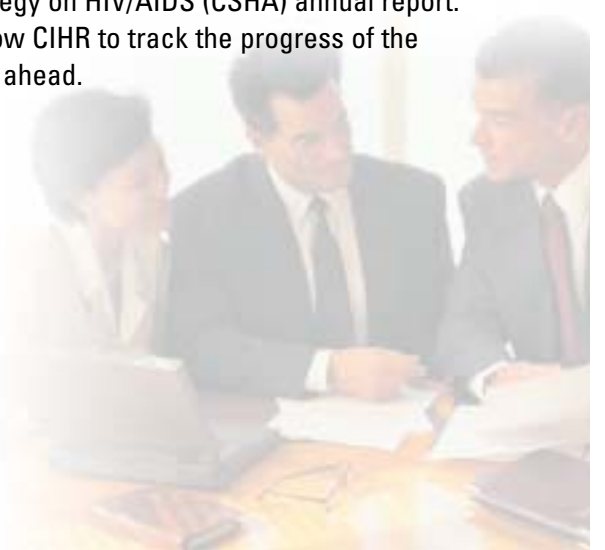 egy on HIV/AIDS (CSHA) annual report.
ow CIHR to track the progress of the
ahead.